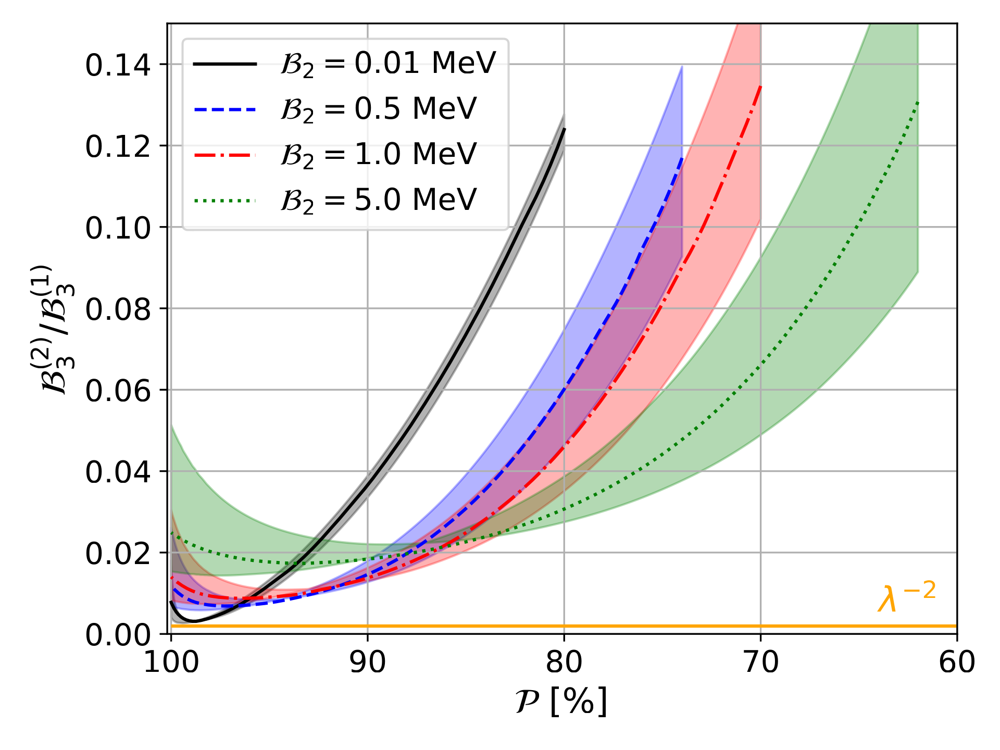 ℬ₂ = 0.01 MeV
ℬ₂ = 0.5 MeV
ℬ₂ = 1.0 MeV
ℬ₂ = 5.0 MeV
0.14
0.12
0.10
0.08
0.06
0.04
0.02
0.00
ℬ₃⁽²⁾/ℬ₃⁽¹⁾
λ⁻²
100 90 80 70 60
𝒫 [%]